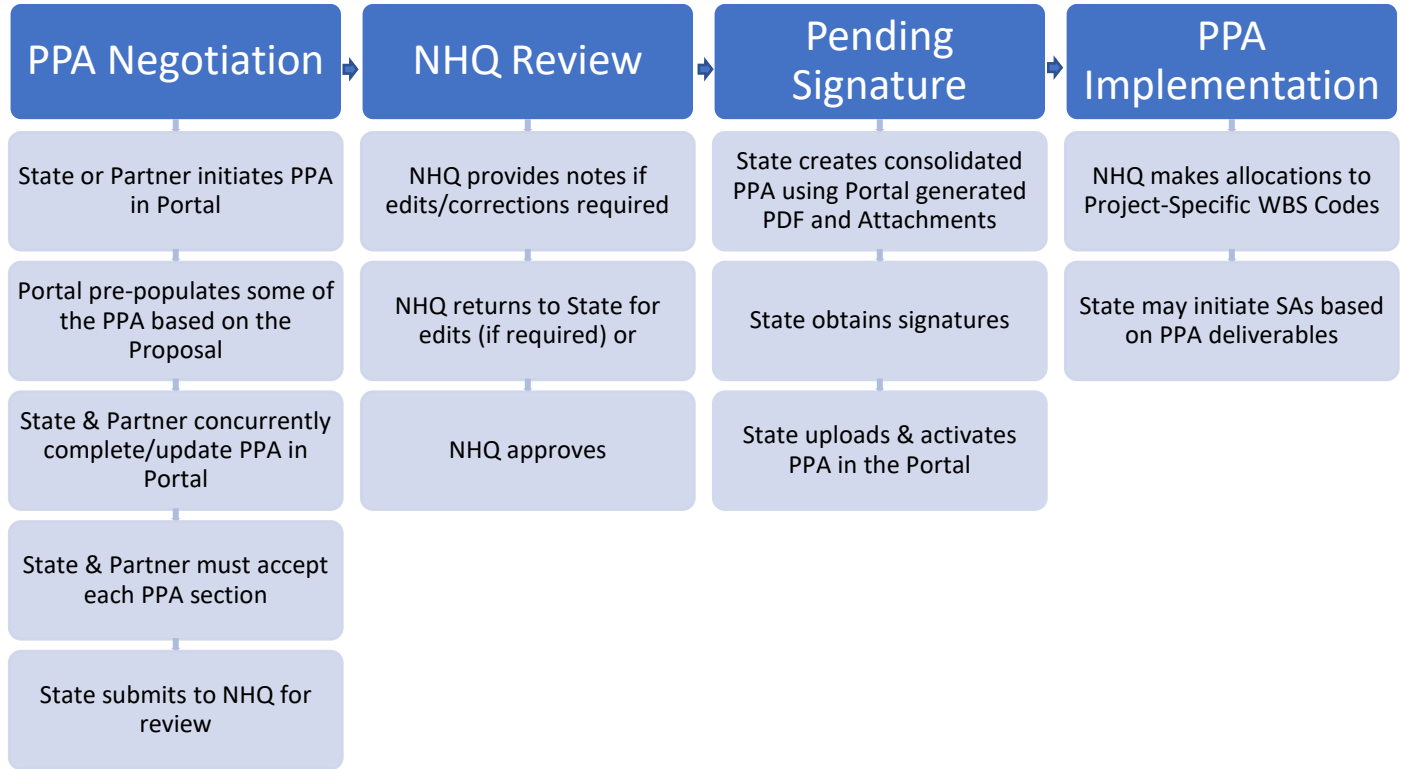 PPA Negotiation
State or Partner initiates PPA
in Portal
Portal pre-populates some of
the PPA based on the
Proposal
State & Partner concurrently
complete/update PPA in
Portal
State & Partner must accept
each PPA section
State submits to NHQ for
review
NHQ Review
NHQ provides notes if
edits/corrections required
NHQ returns to State for
edits (if required) or
NHQ approves
Pending
Signature
State creates consolidated
PPA using Portal generated
PDF and Attachments
State obtains signatures
State uploads & activates
PPA in the Portal
PPA
Implementation
NHQ makes allocations to
Project-Specific WBS Codes
State may initiate SAs based
on PPA deliverables